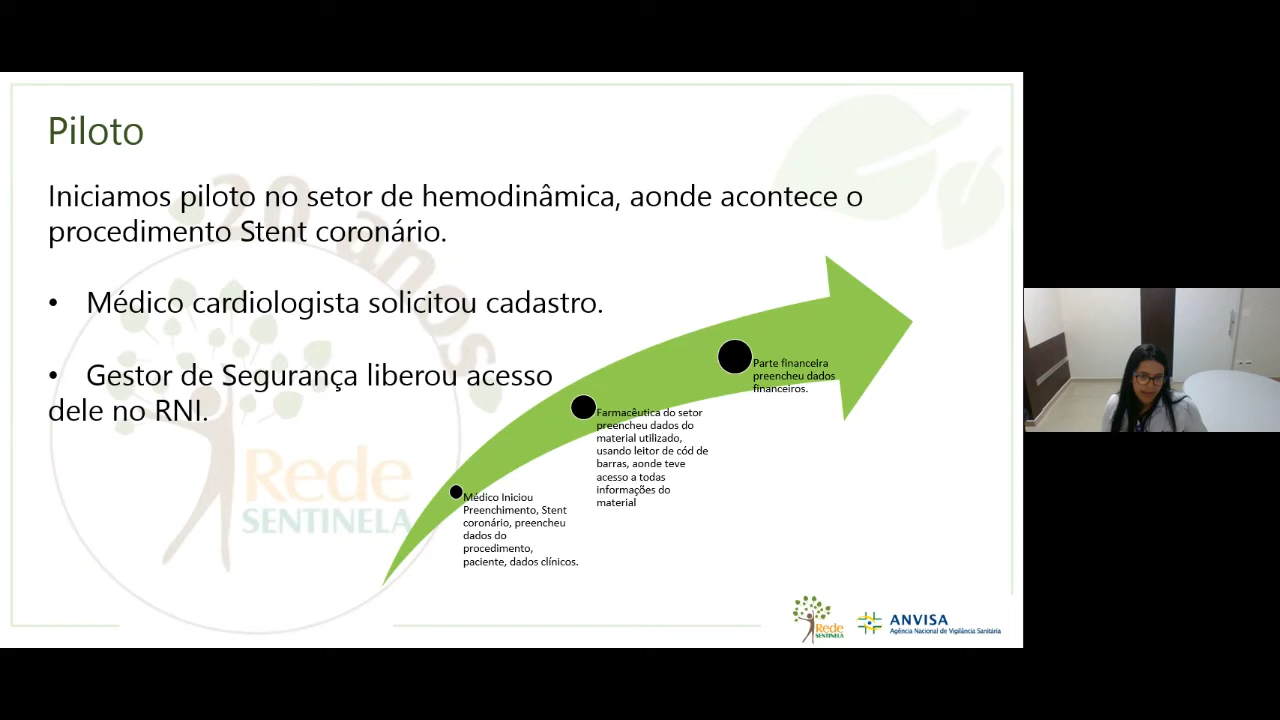 Piloto
Iniciamos piloto no setor de hemodinâmica, aonde acontece o
procedimento Stent coronário.
• Médico cardiologista solicitou cadastro.
• Gestor de Segurança liberou acesso
dele no RNI.
Médico Iniciou
Preenchimento, Stent
coronário, preencheu
dados do
procedimento,
paciente, dados clínicos.
Farmacêutica do setor
preencheu dados do
material utilizado,
usando leitor de cód de
barras, aonde teve
acesso a todas
informações do
material
Parte financeira
preencheu dados
financeiros.
20 anos
Rede
SENTINELA
Rede
SENTINELA
ANVISA
Agência Nacional de Vigilância Sanitária